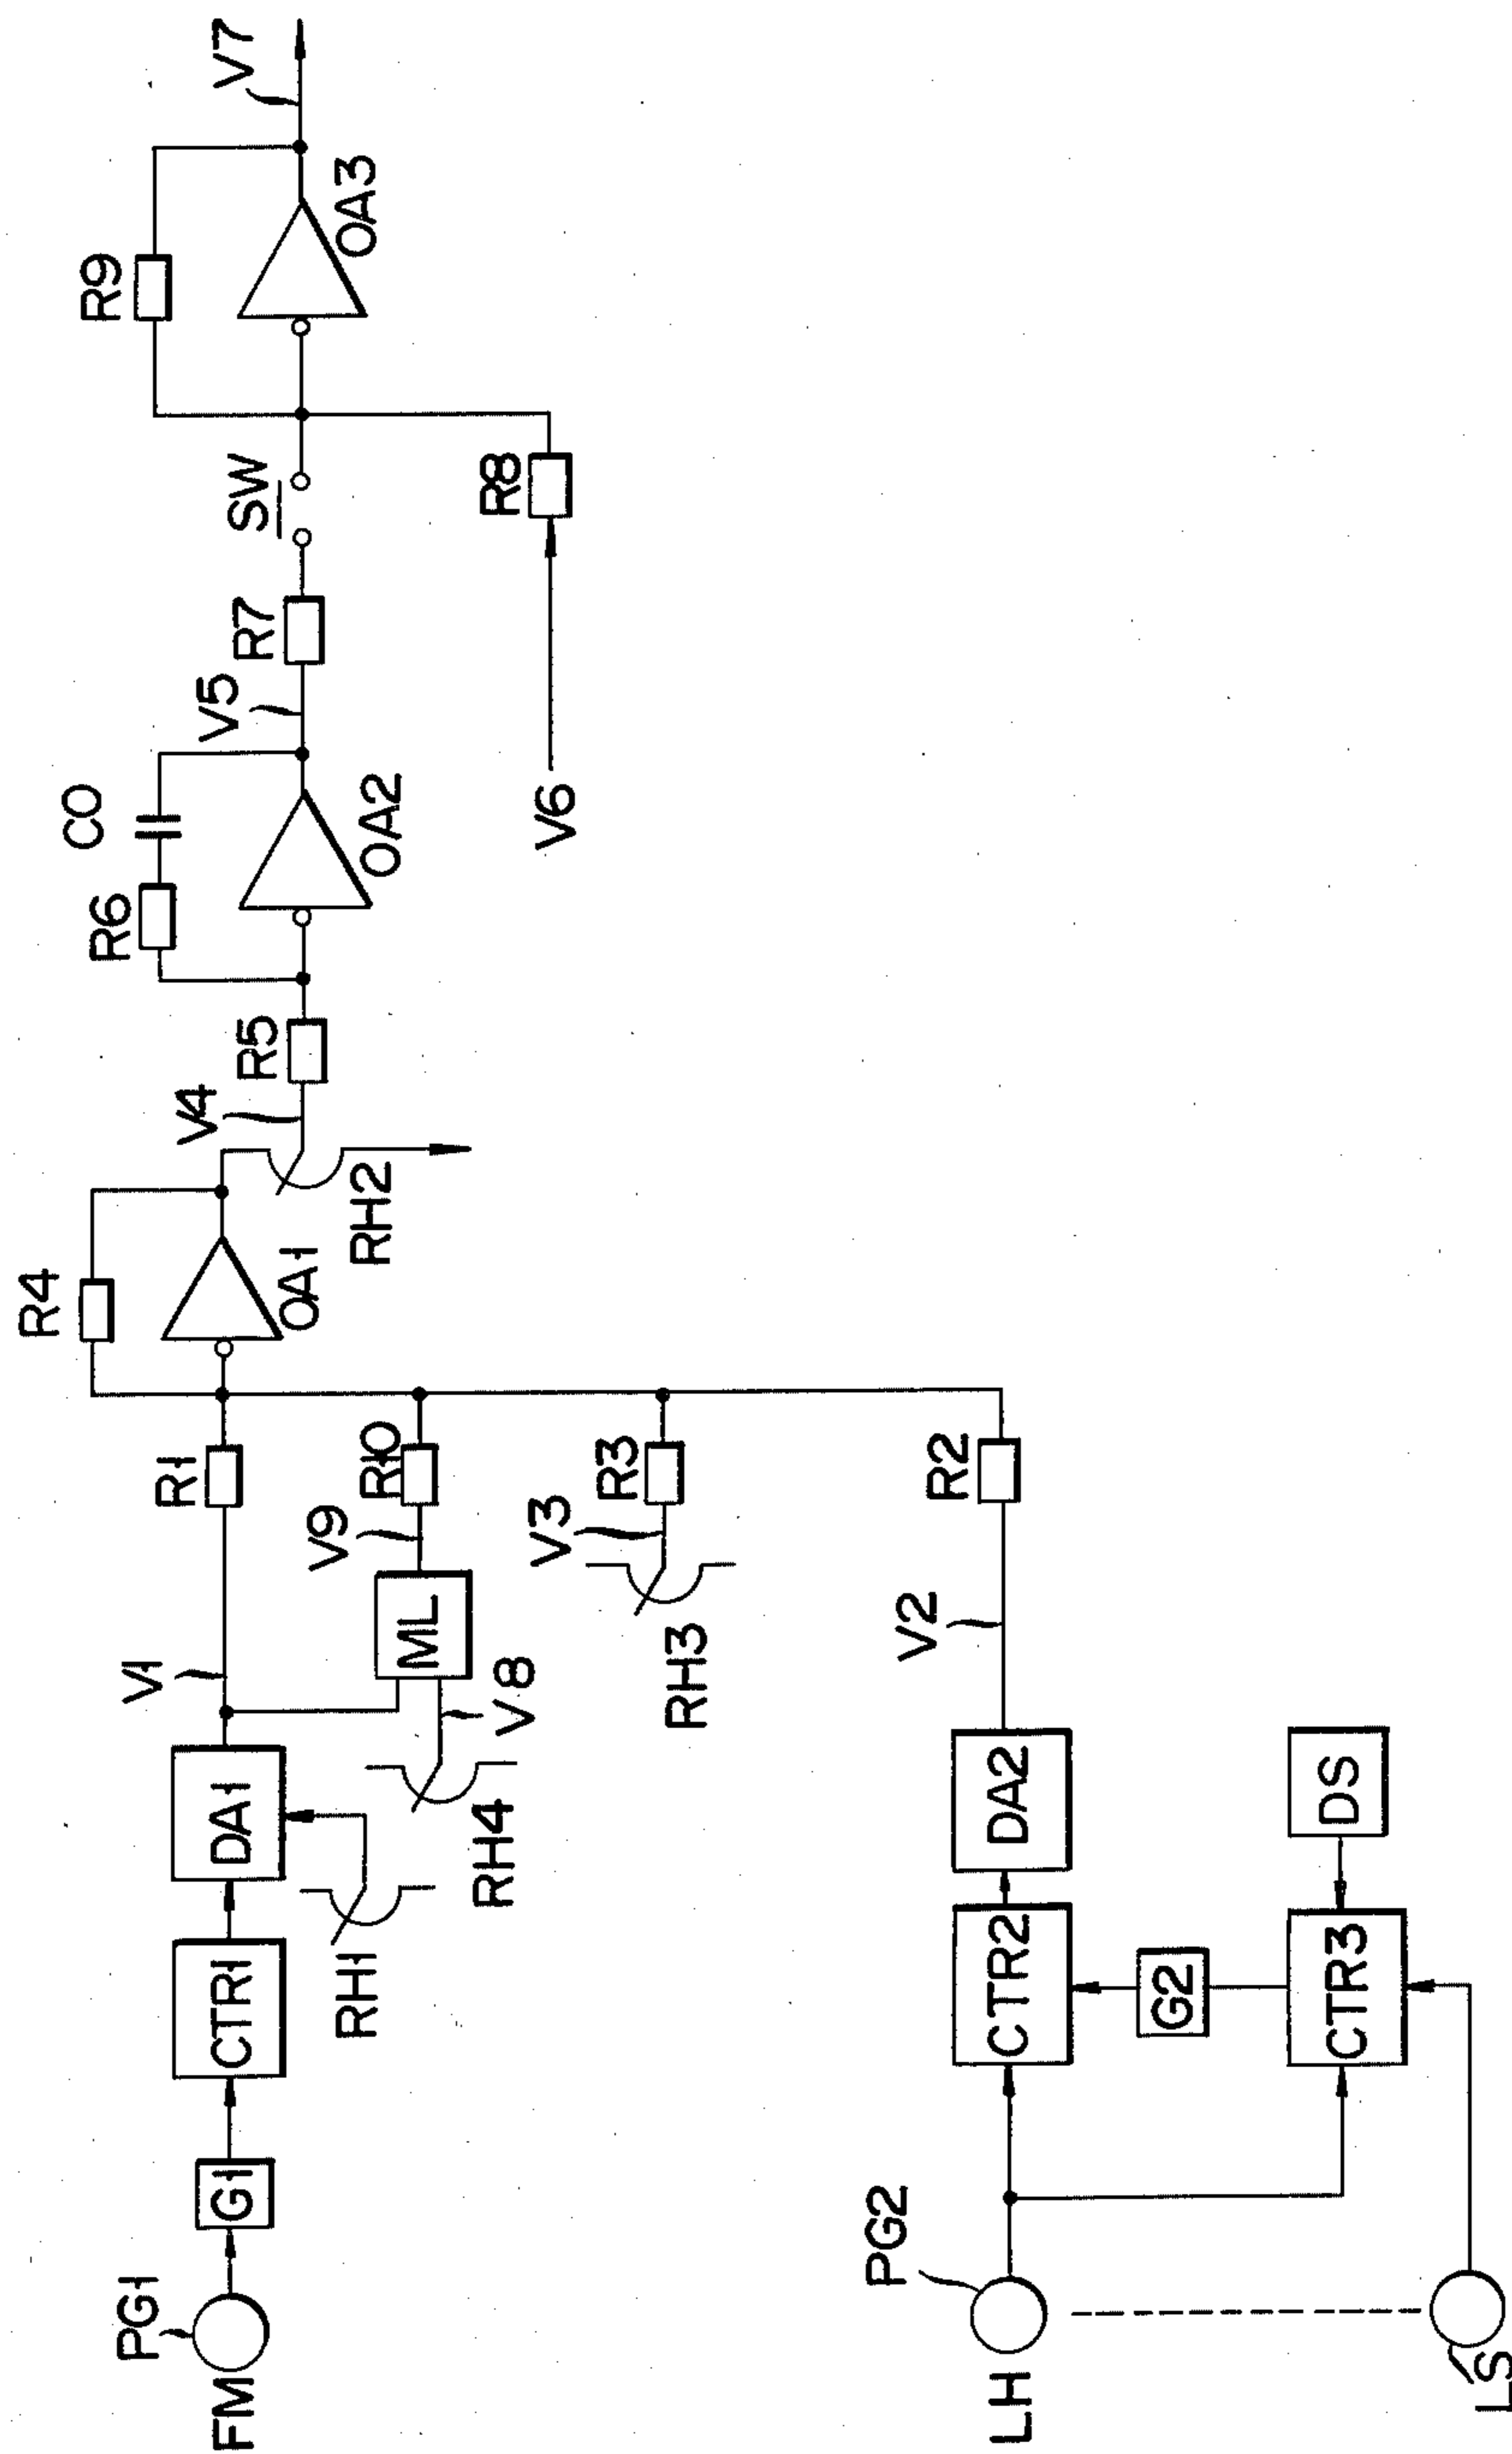 FM
PG1
G1
CTR1
DA1
RH1
V1
R1
RH4
V8
ML
V9
R10
RH3
V3
R3
R4
OA1
RH2
V4
R5
R6
CO
OA2
V5
R7
SW
V6
R8
R9
OA3
V7
LH
PG2
CTR2
DA2
V2
R2
G2
LS
CTR3
DS